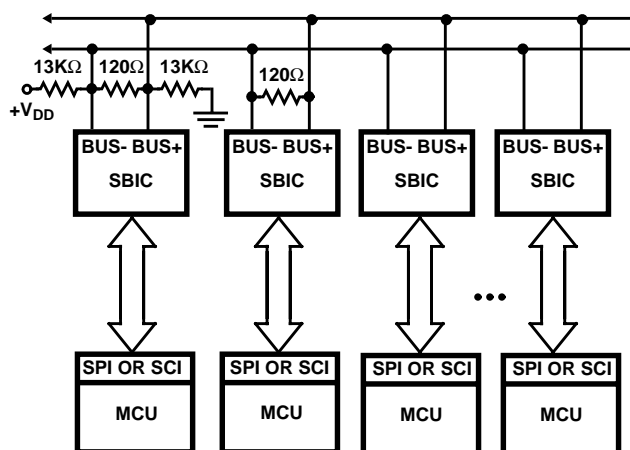 13KΩ 120Ω 13KΩ
120Ω
+VDD
BUS- BUS+
SBIC
BUS- BUS+
SBIC
BUS- BUS+
SBIC
BUS- BUS+
SBIC
SPI OR SCI
MCU
SPI OR SCI
MCU
SPI OR SCI
MCU
SPI OR SCI
MCU